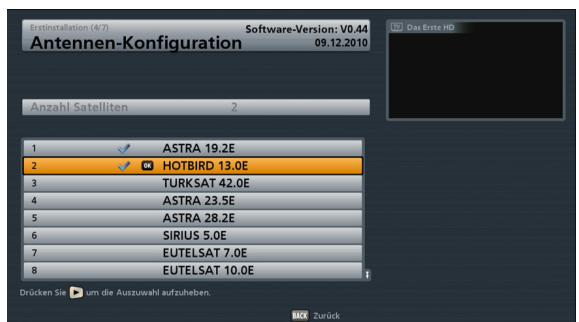 Erstinstallation (4/7)
Software-Version: V0.44
Antennen-Konfiguration
09.12.2010
TV Das Erste HD
Anzahl Satelliten 2
1 ASTRA 19.2E
2 OK HOTBIRD 13.0E
3 TURKSAT 42.0E
4 ASTRA 23.5E
5 ASTRA 28.2E
6 SIRIUS 5.0E
7 EUTELSAT 7.0E
8 EUTELSAT 10.0E
Drücken Sie um die Auszuwahl aufzuheben.
BACK Zurück